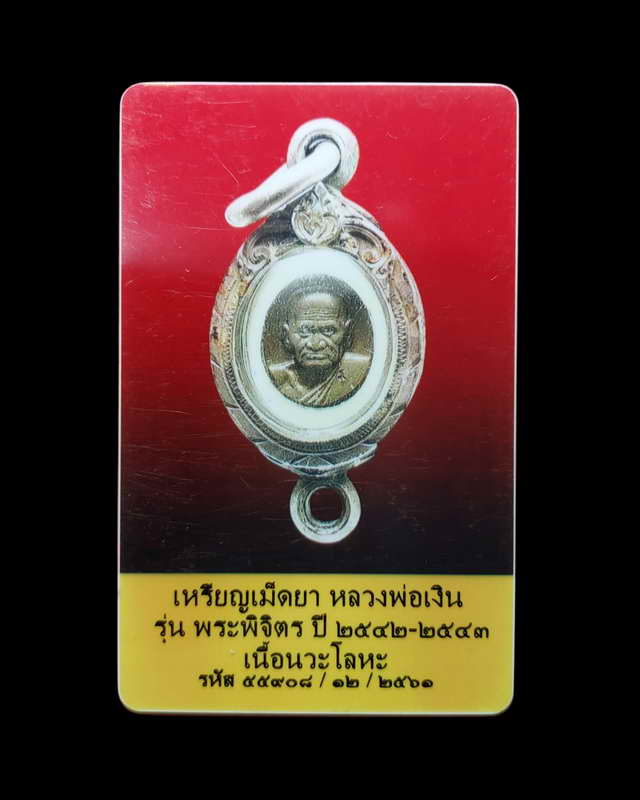 เหรียญเม็ดยา หลวงพ่อเงิน
รุ่น พระพิจิตร ปี ๒๕๔๒-๒๕๔๓
เนื้อนวะโลหะ
รหัส ๕๕๙๐๘ / ๑๒ / ๒๕๖๑